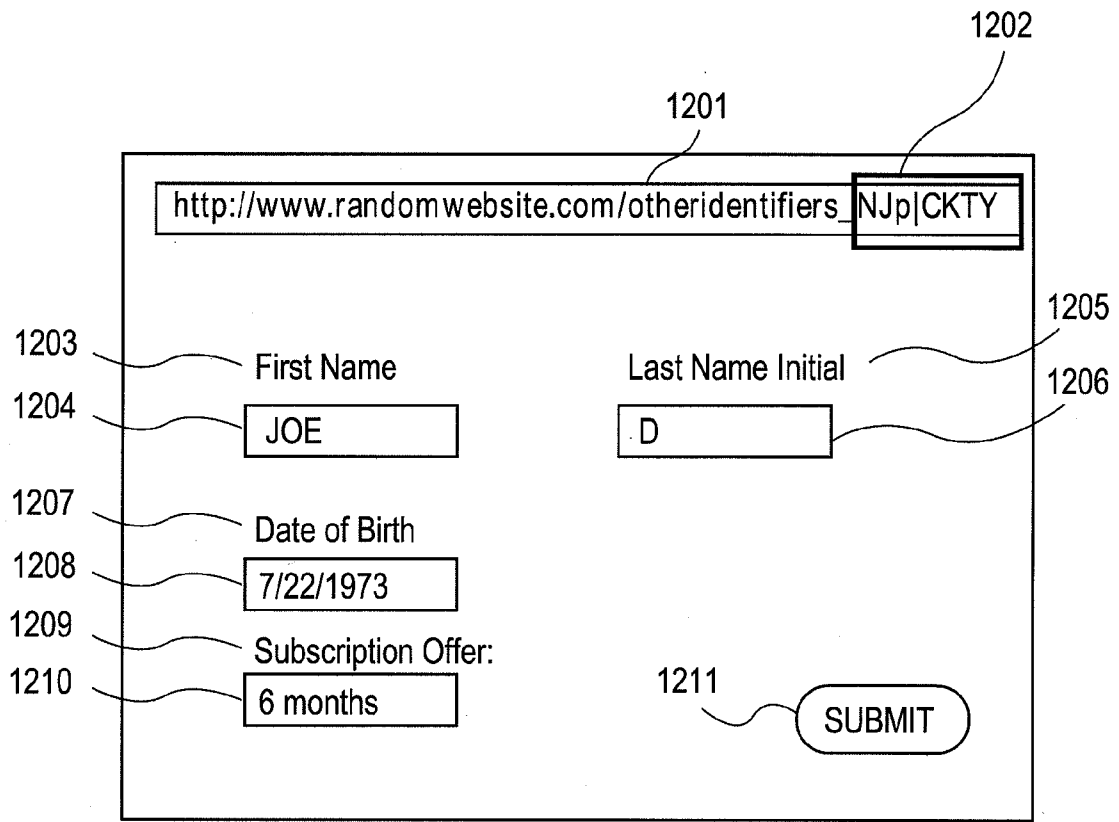 1202
1201
http://www.randomwebsite.com/otheridentifiers_NJp|CKTY
1203
First Name
Last Name Initial
1205
1204
JOE
D
1206
1207
Date of Birth
1208
7/22/1973
1209
Subscription Offer:
1210
6 months
1211
SUBMIT